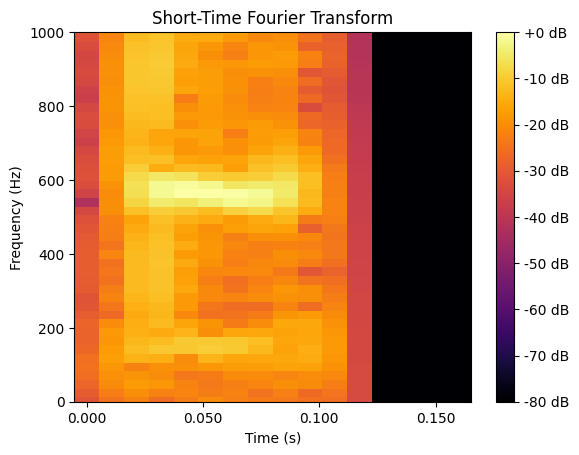 Short-Time Fourier Transform
Frequency (Hz)
1000
800
600
400
200
0
0.000
0.050
0.100
0.150
Time (s)
+0 dB
-10 dB
-20 dB
-30 dB
-40 dB
-50 dB
-60 dB
-70 dB
-80 dB